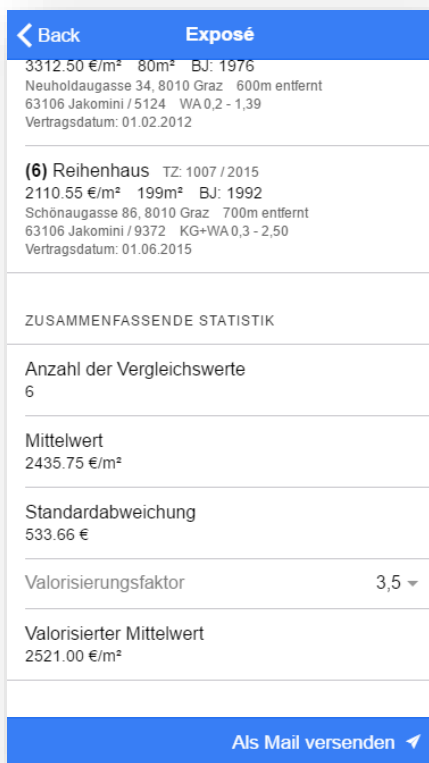 Back Exposé
3312.50 €/m² 80m² BJ: 1976
Neuholdaugasse 34, 8010 Graz 600m entfernt
63106 Jakomini / 5124 WA 0,2 - 1,39
Vertragsdatum: 01.02.2012
(6) Reihenhaus TZ: 1007 / 2015
2110.55 €/m² 199m² BJ: 1992
Schönaugasse 86, 8010 Graz 700m entfernt
63106 Jakomini / 9372 KG+WA 0,3 - 2,50
Vertragsdatum: 01.06.2015
ZUSAMMENFASSENDE STATISTIK
Anzahl der Vergleichswerte
6
Mittelwert
2435.75 €/m²
Standardabweichung
533.66 €
Valorisierungsfaktor 3,5
Valorisierter Mittelwert
2521.00 €/m²
Als Mail versenden